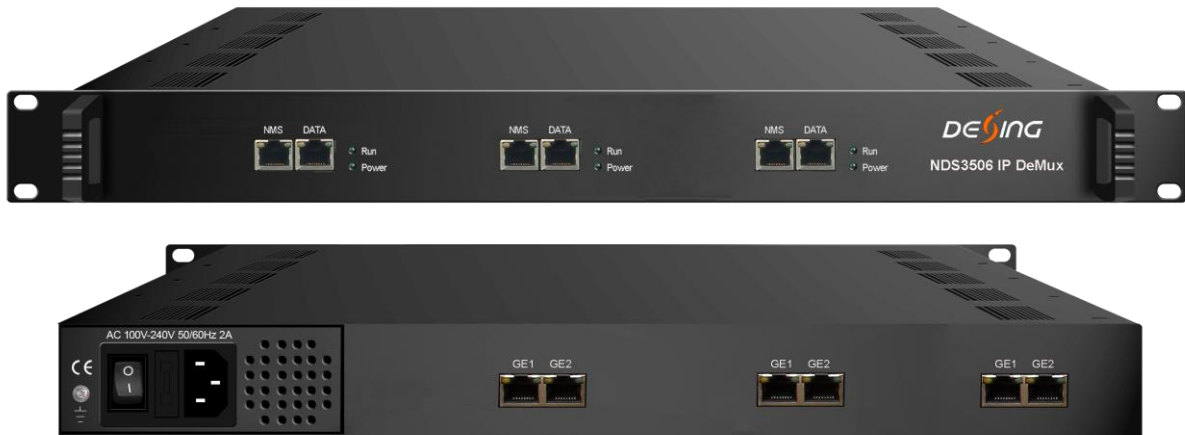 NMS DATA
Run
Power
NMS DATA
Run
Power
NMS DATA
Run
Power
DEXING
NDS3506 IP DeMux
AC 100V-240V 50/60Hz 2A
CE
O
I
GE1 GE2
GE1 GE2
GE1 GE2